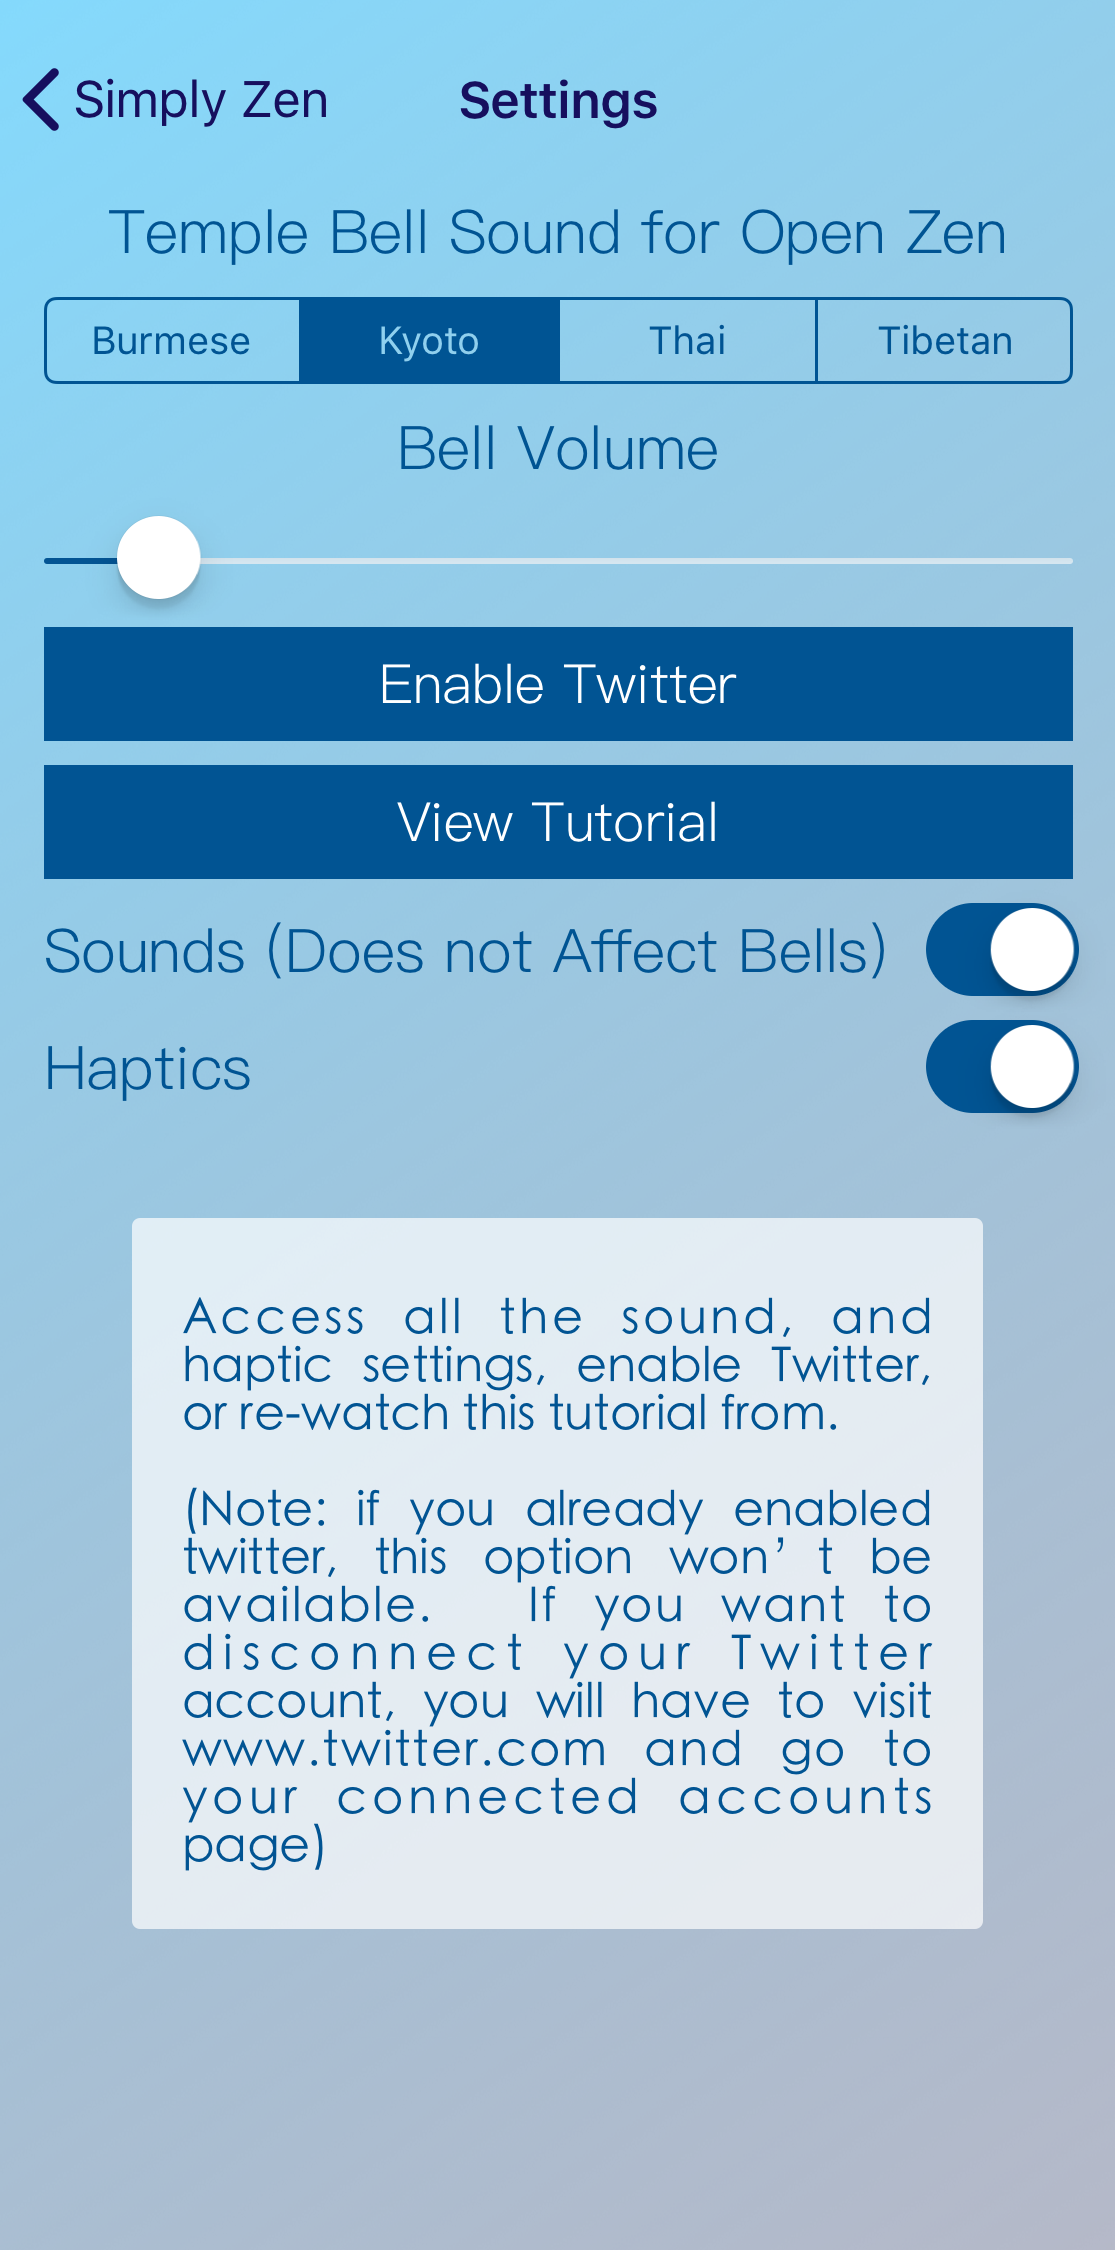 Simply Zen
Settings
Temple Bell Sound for Open Zen
Burmese Kyoto Thai Tibetan
Bell Volume
Enable Twitter
View Tutorial
Sounds (Does not Affect Bells)
Haptics
Access all the sound, and
haptic settings, enable Twitter,
or re-watch this tutorial from.
(Note: if you already enabled
twitter, this option won’ t be
available. If you want to
disconnect your Twitter
account, you will have to visit
www.twitter.com and go to
your connected accounts
page)